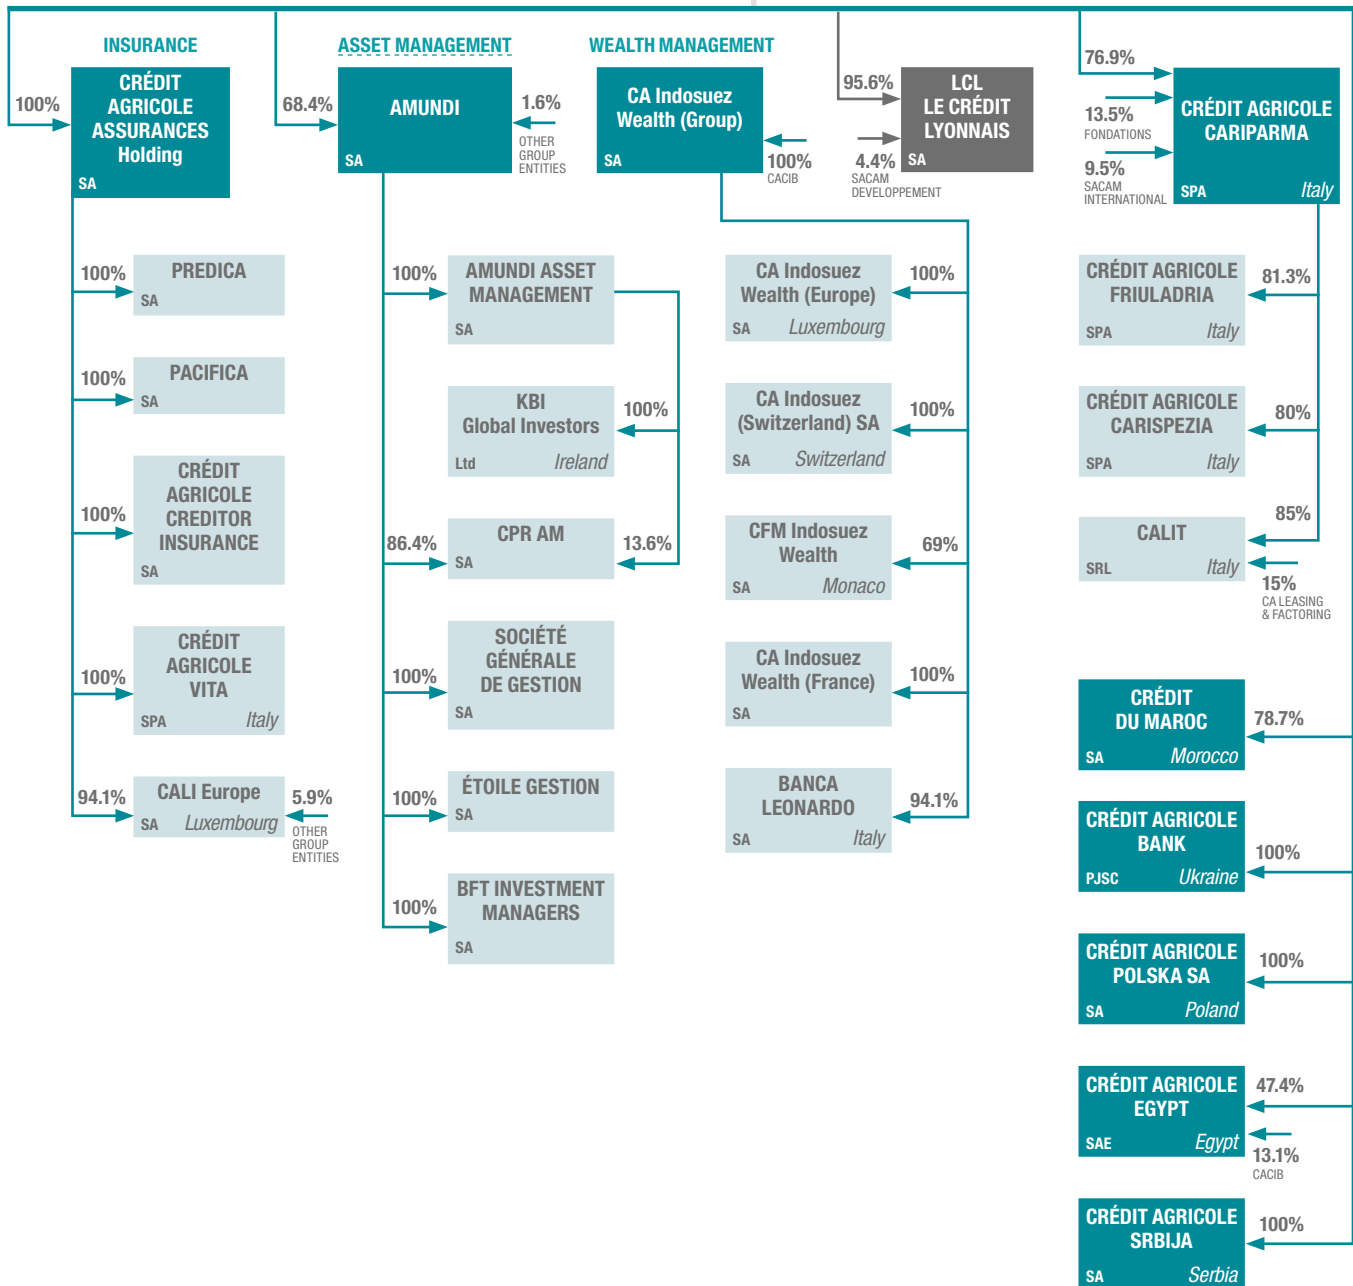 INSURANCE
100%
CRÉDIT
AGRICOLE
ASSURANCES
Holding
SA
100%
PREDICA
SA
100%
PACIFICA
SA
100%
CRÉDIT
AGRICOLE
CREDITOR
INSURANCE
SA
100%
CRÉDIT
AGRICOLE
VITA
SPA Italy
94.1%
CALI Europe
SA Luxembourg
5.9%
OTHER
GROUP
ENTITIES
ASSET MANAGEMENT
68.4%
AMUNDI
SA
1.6%
OTHER
GROUP
ENTITIES
100%
AMUNDI ASSET
MANAGEMENT
SA
KBI
Global Investors
Ltd Ireland
100%
86.4%
CPR AM
SA
13.6%
100%
SOCIÉTÉ
GÉNÉRALE
DE GESTION
SA
100%
ÉTOILE GESTION
SA
100%
BFT INVESTMENT
MANAGERS
SA
WEALTH MANAGEMENT
CA Indosuez
Wealth (Group)
SA
100%
CACIB
CA Indosuez
Wealth (Europe)
SA Luxembourg
100%
CA Indosuez
(Switzerland) SA
SA Switzerland
100%
CFM Indosuez
Wealth
SA Monaco
69%
CA Indosuez
Wealth (France)
SA
100%
BANCA
LEONARDO
SA Italy
94.1%
95.6%
LCL
LE CRÉDIT
LYONNAIS
SA
4.4%
SACAM
DEVELOPPEMENT
76.9%
13.5%
FONDATIONS
9.5%
SACAM
INTERNATIONAL
CRÉDIT AGRICOLE
CARIPARMA
SPA Italy
CRÉDIT AGRICOLE
FRIULADRIA
SPA Italy
81.3%
CRÉDIT AGRICOLE
CARISPEZIA
SPA Italy
80%
CALIT
SRL Italy
85%
15%
CA LEASING
& FACTORING
CRÉDIT
DU MAROC
SA Morocco
78.7%
CRÉDIT AGRICOLE
BANK
PJSC Ukraine
100%
CRÉDIT AGRICOLE
POLSKA SA
SA Poland
100%
CRÉDIT AGRICOLE
EGYPT
SAE Egypt
47.4%
13.1%
CACIB
CRÉDIT AGRICOLE
SRBIJA
SA Serbia
100%